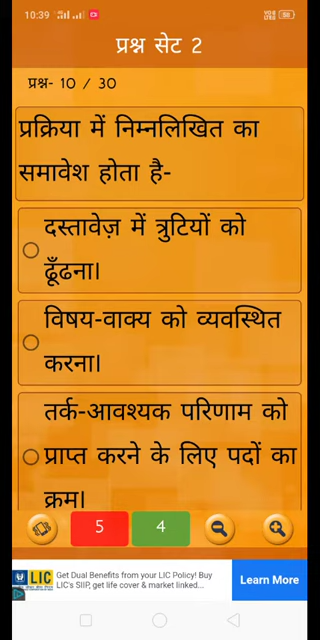 10:39
58
प्रश्न सेट 2
प्रश्न- 10 / 30
प्रक्रिया में निम्नलिखित का
समावेश होता है-
दस्तावेज़ में त्रुटियों को
ढूँढना।
विषय-वाक्य को व्यवस्थित
करना।
तर्क-आवश्यक परिणाम को
प्राप्त करने के लिए पदों का
क्रम।
5 4
LIC
Get Dual Benefits from your LIC Policy! Buy
LIC's SIIP, get life cover & market linked...
Learn More